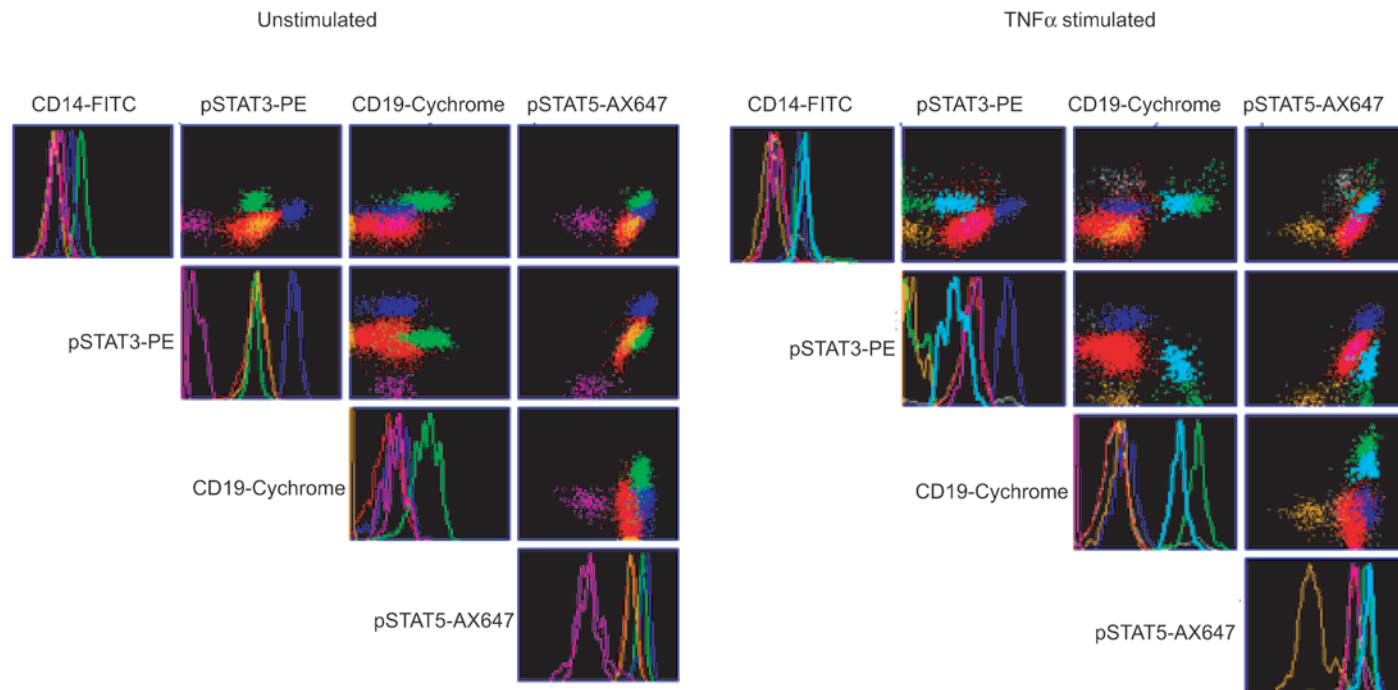 Unstimulated
TNFα stimulated
CD14-FITC pSTAT3-PE CD19-Cychrome pSTAT5-AX647
CD14-FITC pSTAT3-PE CD19-Cychrome pSTAT5-AX647
pSTAT3-PE
pSTAT3-PE
CD19-Cychrome
CD19-Cychrome
pSTAT5-AX647
pSTAT5-AX647